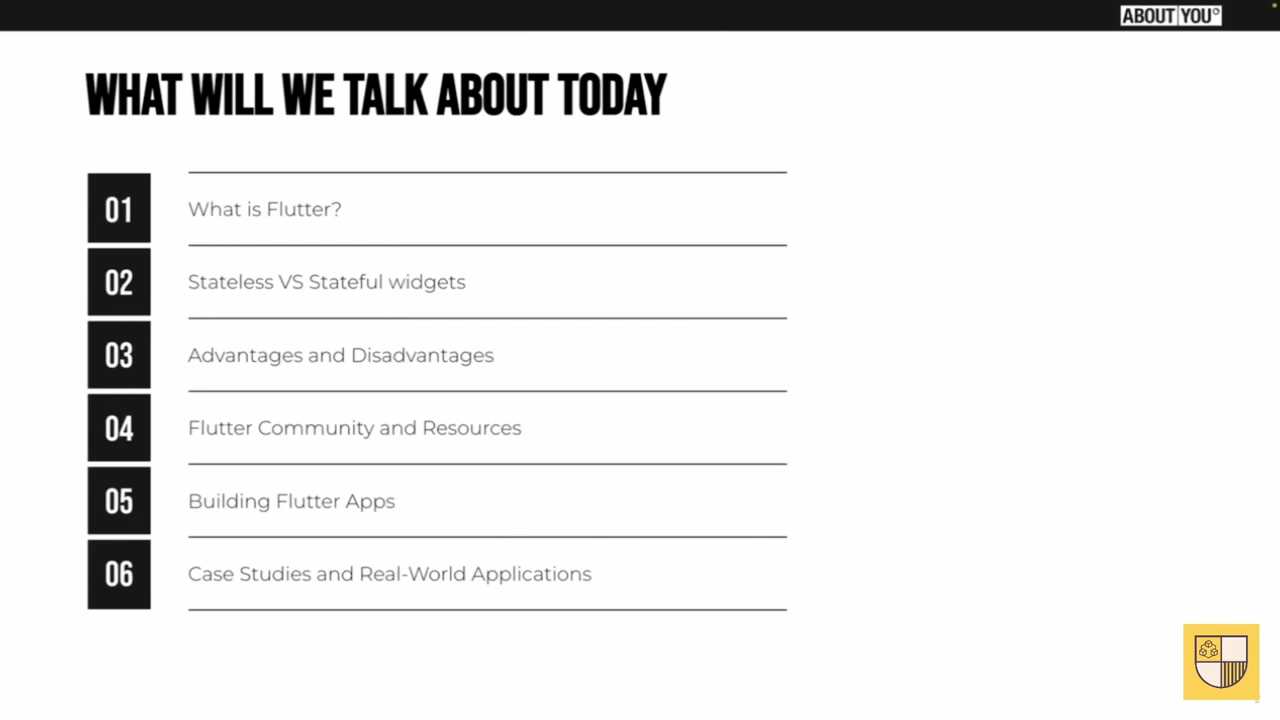 ABOUT YOU°
WHAT WILL WE TALK ABOUT TODAY
01 What is Flutter?
02 Stateless VS Stateful widgets
03 Advantages and Disadvantages
04 Flutter Community and Resources
05 Building Flutter Apps
06 Case Studies and Real-World Applications